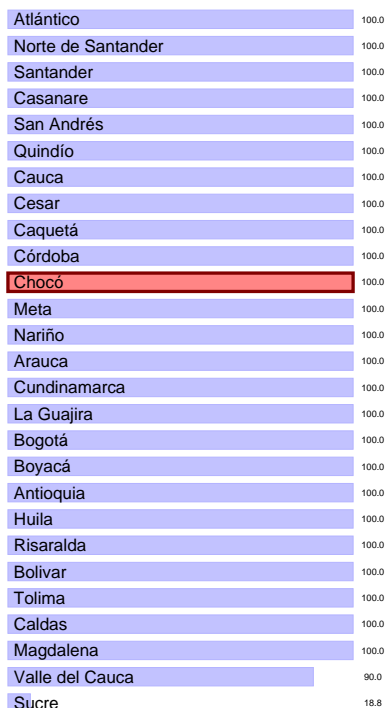 Atlántico 100.0
Norte de Santander 100.0
Santander 100.0
Casanare 100.0
San Andrés 100.0
Quindío 100.0
Cauca 100.0
Cesar 100.0
Caquetá 100.0
Córdoba 100.0
Chocó 100.0
Meta 100.0
Nariño 100.0
Arauca 100.0
Cundinamarca 100.0
La Guajira 100.0
Bogotá 100.0
Boyacá 100.0
Antioquia 100.0
Huila 100.0
Risaralda 100.0
Bolivar 100.0
Tolima 100.0
Caldas 100.0
Magdalena 100.0
Valle del Cauca 90.0
Sucre 18.8